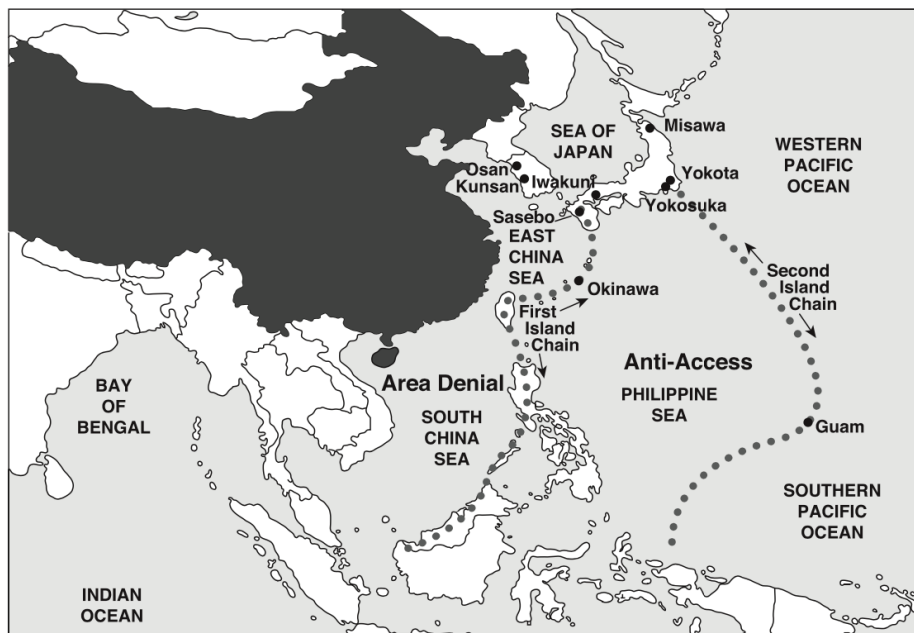 Misawa
SEA OF
JAPAN
WESTERN
PACIFIC
OCEAN
Osan
Kunsan
Iwakuni
Yokota
Yokosuka
Sasebo
EAST
CHINA
SEA
Second
Island
Chain
Okinawa
First
Island
Chain
Anti-Access
Area Denial
BAY
OF
BENGAL
PHILIPPINE
SEA
SOUTH
CHINA
SEA
Guam
SOUTHERN
PACIFIC
OCEAN
INDIAN
OCEAN